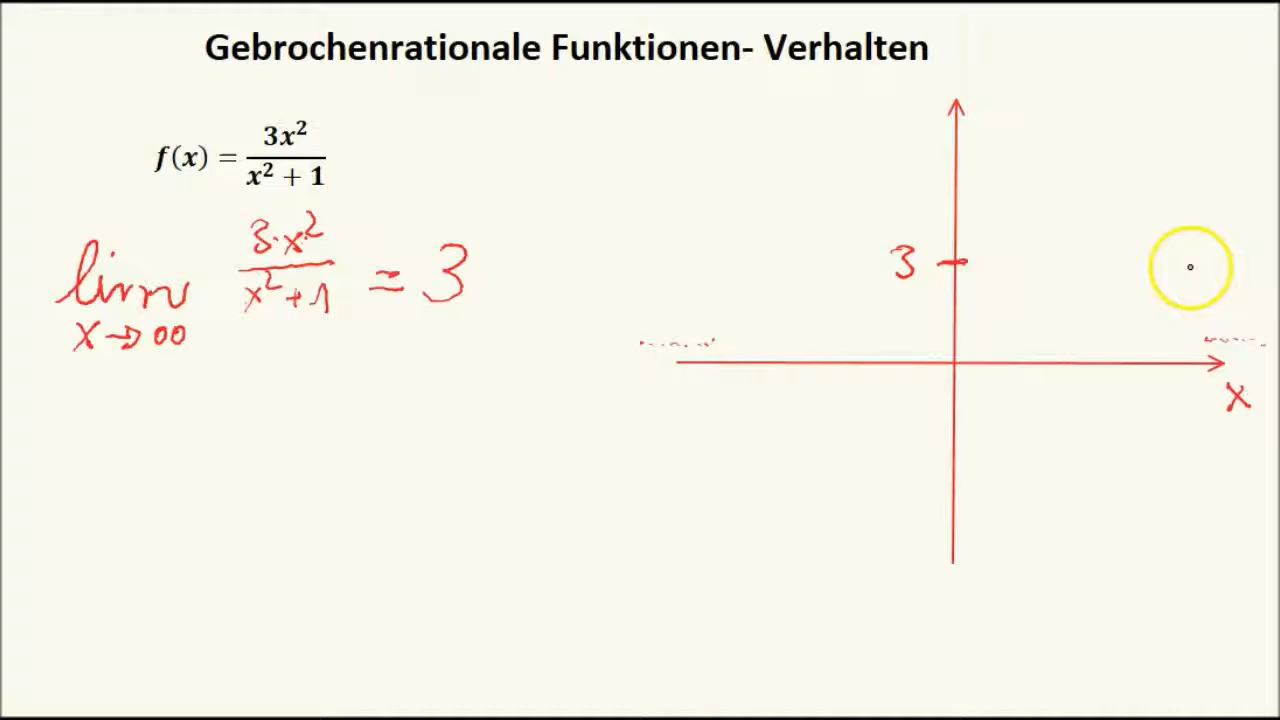 Gebrochenrationale Funktionen- Verhalten
f(x) = 3x² / x² + 1
lim x→∞ 3·x² / x²+1 = 3
3
x